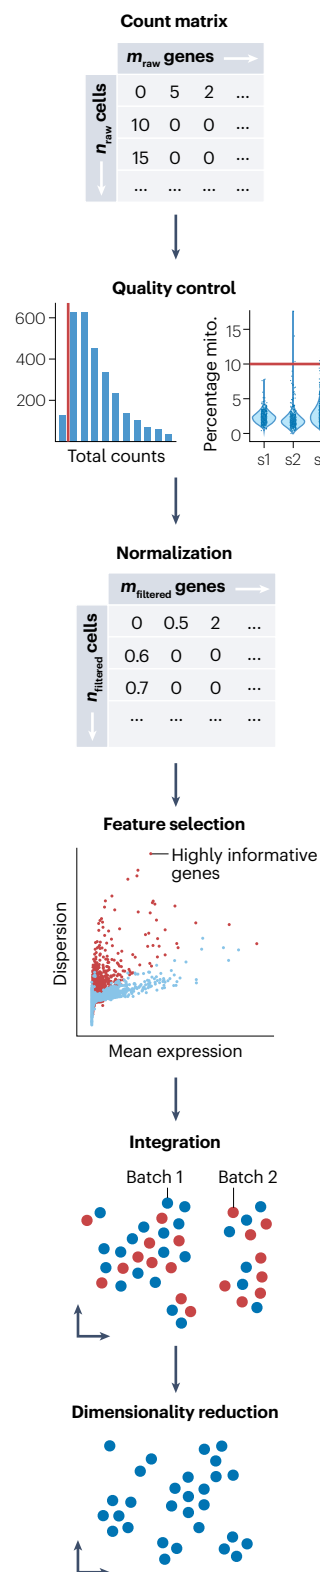 Count matrix
m_raw genes
n_raw cells
0 5 2 ...
10 0 0 ...
15 0 0 ...
... ... ... ...
Quality control
600
400
200
Total counts
Percentage mito.
15
10
5
0
s1 s2 s
Normalization
m_filtered genes
n_filtered cells
0 0.5 2 ...
0.6 0 0 ...
0.7 0 0 ...
... ... ... ...
Feature selection
Highly informative
genes
Dispersion
Mean expression
Integration
Batch 1 Batch 2
Dimensionality reduction